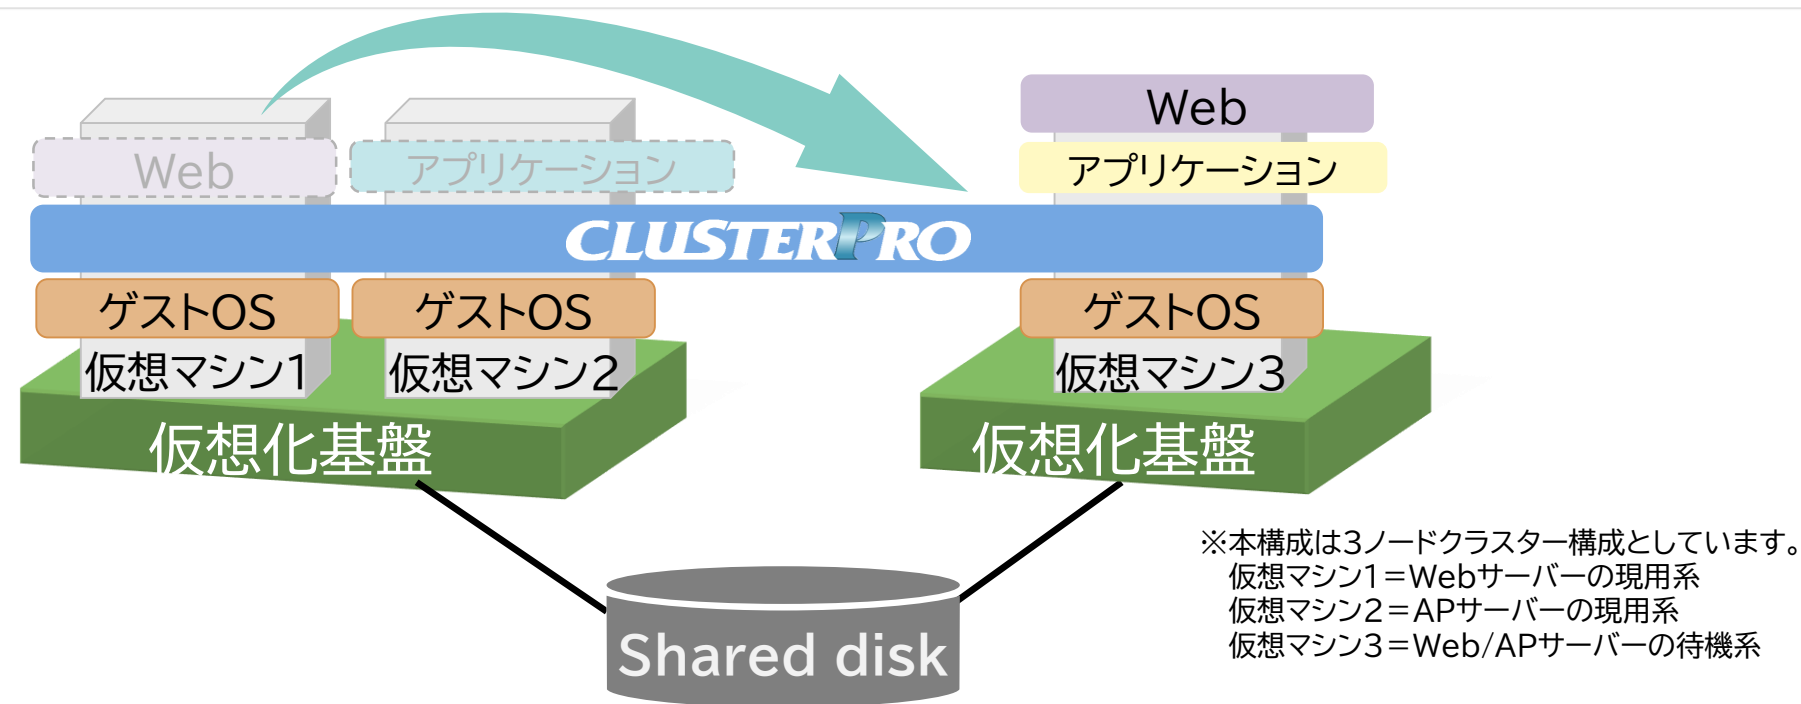 Web
Web
アプリケーション
アプリケーション
CLUSTERPRO
ゲストOS
ゲストOS
ゲストOS
仮想マシン1
仮想マシン2
仮想マシン3
仮想化基盤
仮想化基盤
※本構成は3ノードクラスター構成としています。
仮想マシン1＝Webサーバーの現用系
仮想マシン2＝APサーバーの現用系
仮想マシン3＝Web/APサーバーの待機系
Shared disk